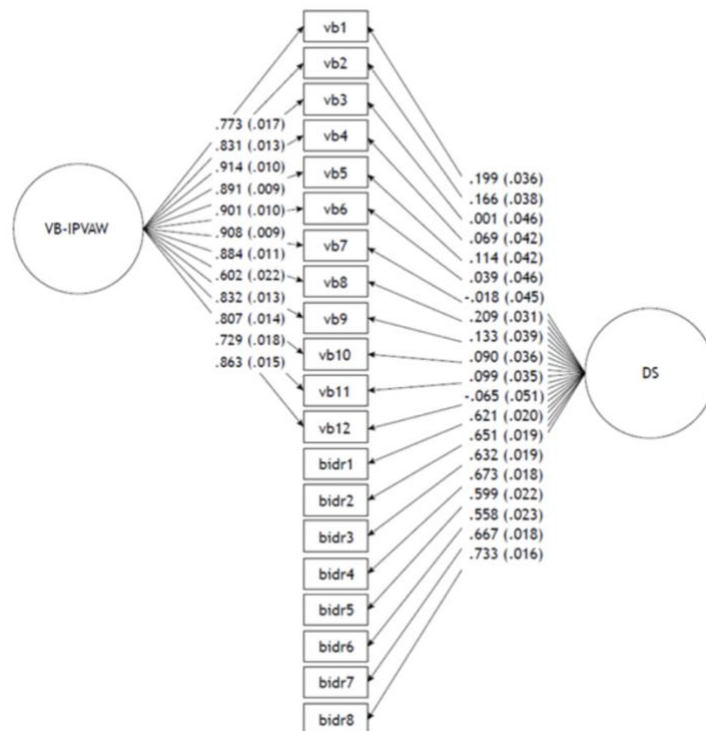 vb1
vb2
vb3
vb4
vb5
vb6
vb7
vb8
vb9
vb10
vb11
vb12
bidr1
bidr2
bidr3
bidr4
bidr5
bidr6
bidr7
bidr8
VB-IPVAW
.773 (.017)
.831 (.013)
.914 (.010)
.891 (.009)
.901 (.010)
.908 (.009)
.884 (.011)
.602 (.022)
.832 (.013)
.807 (.014)
.729 (.018)
.863 (.015)
.199 (.036)
.166 (.038)
.001 (.046)
.069 (.042)
.114 (.042)
.039 (.046)
-.018 (.045)
.209 (.031)
.133 (.039)
.090 (.036)
.099 (.035)
-.065 (.051)
.621 (.020)
.651 (.019)
.632 (.019)
.673 (.018)
.599 (.022)
.558 (.023)
.667 (.018)
.733 (.016)
DS